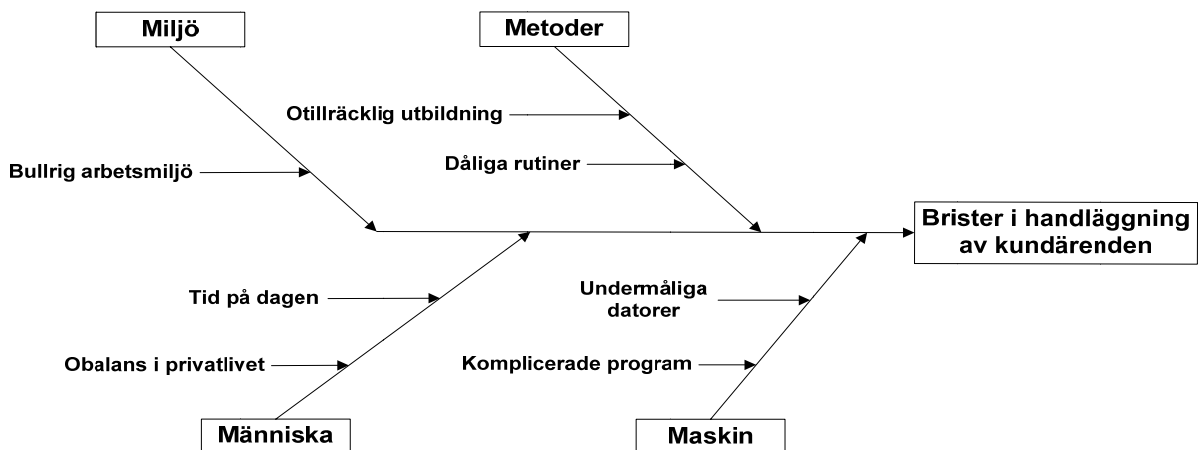 Miljö
Metoder
Otillräcklig utbildning
Dåliga rutiner
Bullrig arbetsmiljö
Brister i handläggning
av kundärenden
Tid på dagen
Undermåliga
datorer
Obalans i privatlivet
Komplicerade program
Människa
Maskin